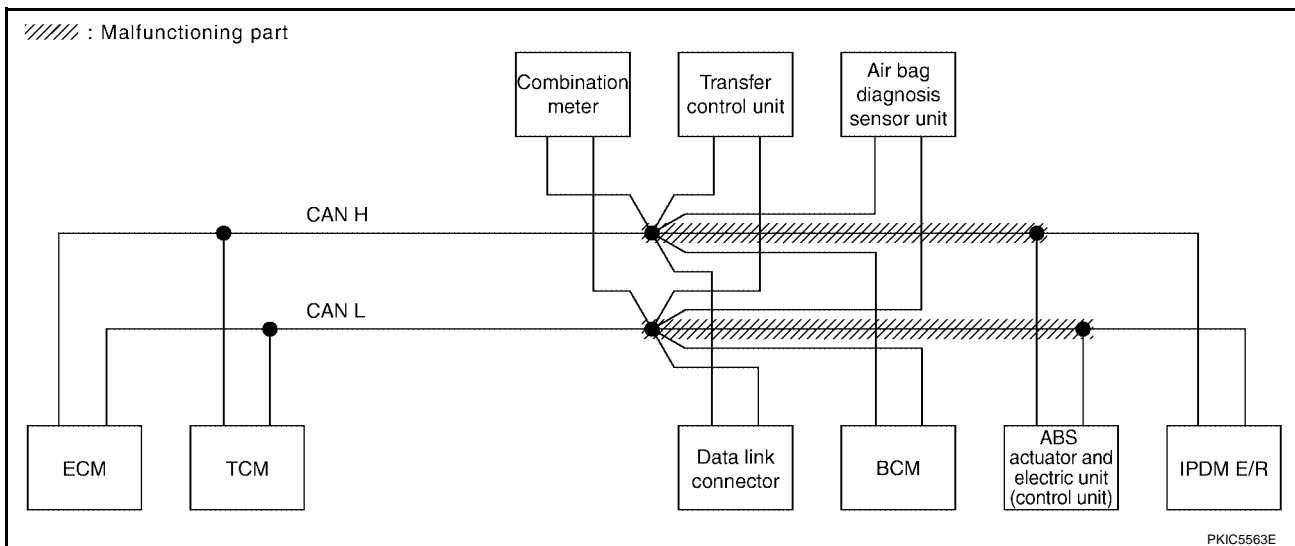 : Malfunctioning part
Combination
meter
Transfer
control unit
Air bag
diagnosis
sensor unit
CAN H
CAN L
ECM
TCM
Data link
connector
BCM
ABS
actuator and
electric unit
(control unit)
IPDM E/R
PKIC5563E